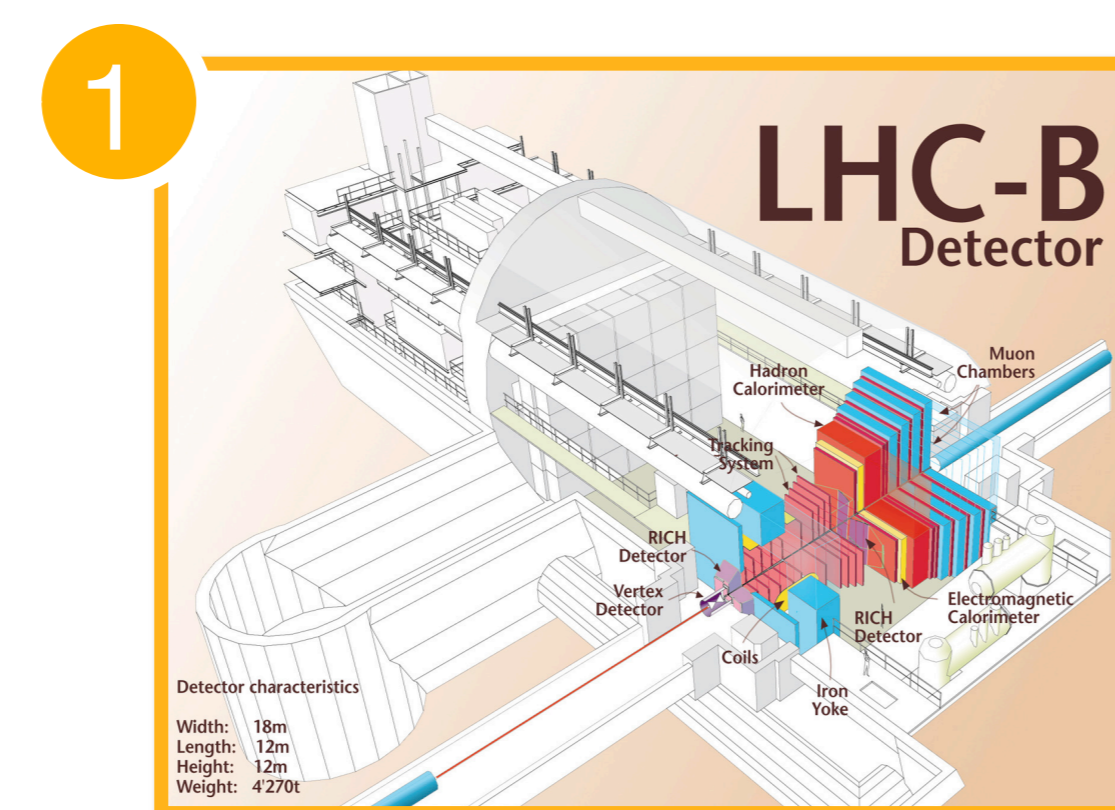 1
LHC-B
Detector
Muon
Chambers
Hadron
Calorimeter
Tracking
System
RICH
Detector
Vertex
Detector
Coils
Iron
Yoke
RICH
Detector
Electromagnetic
Calorimeter
Detector characteristics
Width: 18m
Length: 12m
Height: 12m
Weight: 4'270t